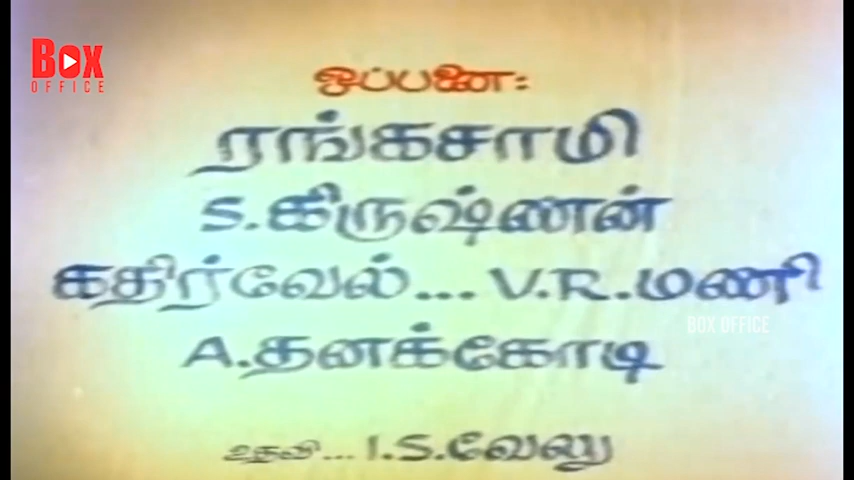 BOX
OFFICE
ஒப்பனை:
ரங்கசாமி
S.கிருஷ்ணன்
கதிர்வேல்... V.R.மணி
BOX OFFICE
A.தனக்கோடி
உதவி... I.S.வேலு